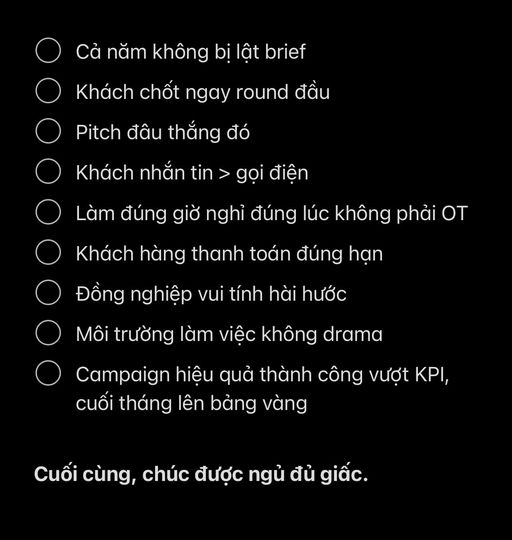 Cả năm không bị lật brief
Khách chốt ngay round đầu
Pitch đâu thắng đó
Khách nhắn tin > gọi điện
Làm đúng giờ nghỉ đúng lúc không phải OT
Khách hàng thanh toán đúng hạn
Đồng nghiệp vui tính hài hước
Môi trường làm việc không drama
Campaign hiệu quả thành công vượt KPI,
cuối tháng lên bảng vàng
Cuối cùng, chúc được ngủ đủ giấc.